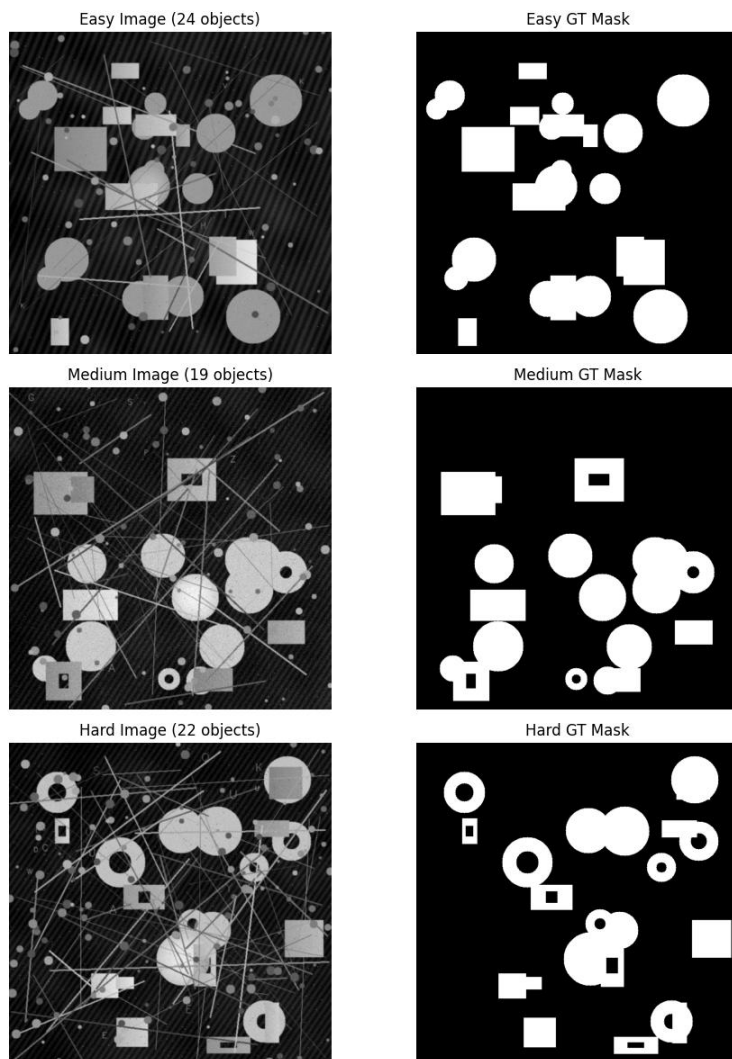 Easy Image (24 objects)
Easy GT Mask
Medium Image (19 objects)
Medium GT Mask
G
S
Z
A
Hard Image (22 objects)
Hard GT Mask
S
K
H
C
E
E